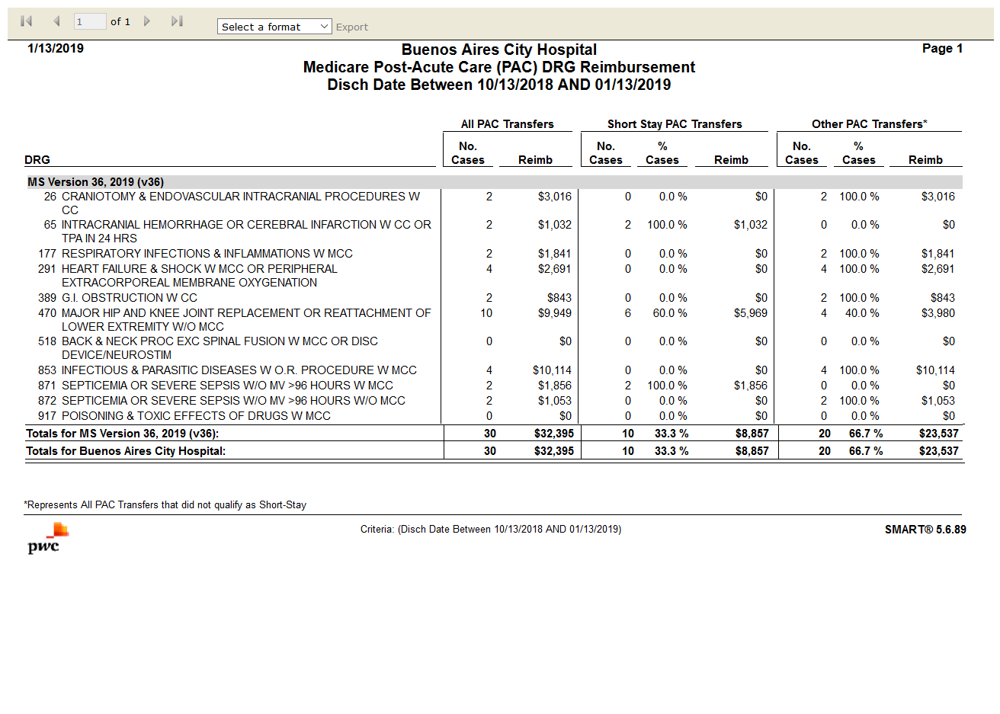 1 of 1 Select a format Export
1/13/2019 Buenos Aires City Hospital Page 1
Medicare Post-Acute Care (PAC) DRG Reimbursement
Disch Date Between 10/13/2018 AND 01/13/2019
All PAC Transfers Short Stay PAC Transfers Other PAC Transfers*
No. No. % No. %
DRG Cases Reimb Cases Cases Reimb Cases Cases Reimb
MS Version 36, 2019 (v36)
26 CRANIOTOMY & ENDOVASCULAR INTRACRANIAL PROCEDURES W 2 $3,016 0 0.0 % $0 2 100.0 % $3,016
CC
65 INTRACRANIAL HEMORRHAGE OR CEREBRAL INFARCTION W CC OR 2 $1,032 2 100.0 % $1,032 0 0.0 % $0
TPA IN 24 HRS
177 RESPIRATORY INFECTIONS & INFLAMMATIONS W MCC 2 $1,841 0 0.0 % $0 2 100.0 % $1,841
291 HEART FAILURE & SHOCK W MCC OR PERIPHERAL 4 $2,691 0 0.0 % $0 4 100.0 % $2,691
EXTRACORPOREAL MEMBRANE OXYGENATION
389 G.I. OBSTRUCTION W CC 2 $843 0 0.0 % $0 2 100.0 % $843
470 MAJOR HIP AND KNEE JOINT REPLACEMENT OR REATTACHMENT OF 10 $9,949 6 60.0 % $5,969 4 40.0 % $3,980
LOWER EXTREMITY W/O MCC
518 BACK & NECK PROC EXC SPINAL FUSION W MCC OR DISC 0 $0 0 0.0 % $0 0 0.0 % $0
DEVICE/NEUROSTIM
853 INFECTIOUS & PARASITIC DISEASES W O.R. PROCEDURE W MCC 4 $10,114 0 0.0 % $0 4 100.0 % $10,114
871 SEPTICEMIA OR SEVERE SEPSIS W/O MV >96 HOURS W MCC 2 $1,856 2 100.0 % $1,856 0 0.0 % $0
872 SEPTICEMIA OR SEVERE SEPSIS W/O MV >96 HOURS W/O MCC 2 $1,053 0 0.0 % $0 2 100.0 % $1,053
917 POISONING & TOXIC EFFECTS OF DRUGS W MCC 0 $0 0 0.0 % $0 0 0.0 % $0
Totals for MS Version 36, 2019 (v36): 30 $32,395 10 33.3 % $8,857 20 66.7 % $23,537
Totals for Buenos Aires City Hospital: 30 $32,395 10 33.3 % $8,857 20 66.7 % $23,537
*Represents All PAC Transfers that did not qualify as Short-Stay
Criteria: (Disch Date Between 10/13/2018 AND 01/13/2019) SMART® 5.6.89
pwc